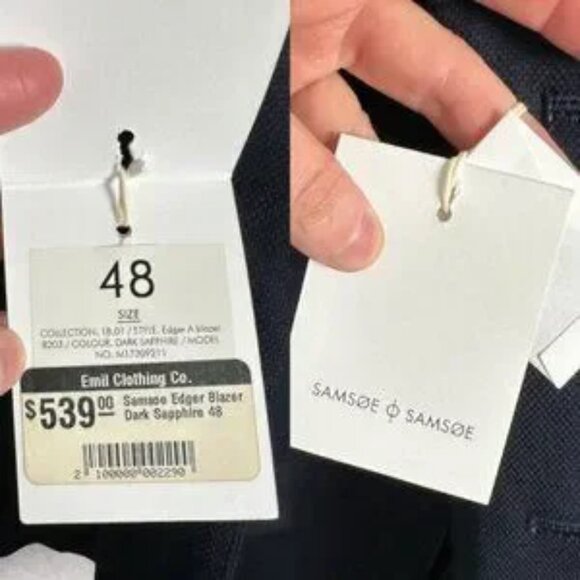 48
SIZE
COLLECTION. 18.01 / STYLE. Edger A blazer
8203 / COLOUR. DARK SAPPHIRE / MODEL
NO.
Emil Clothing Co.
$539.00
Samsoe Edger Blazer
Dark Sapphire 48
2 100000 002290
SAMSØE ϕ SAMSØE